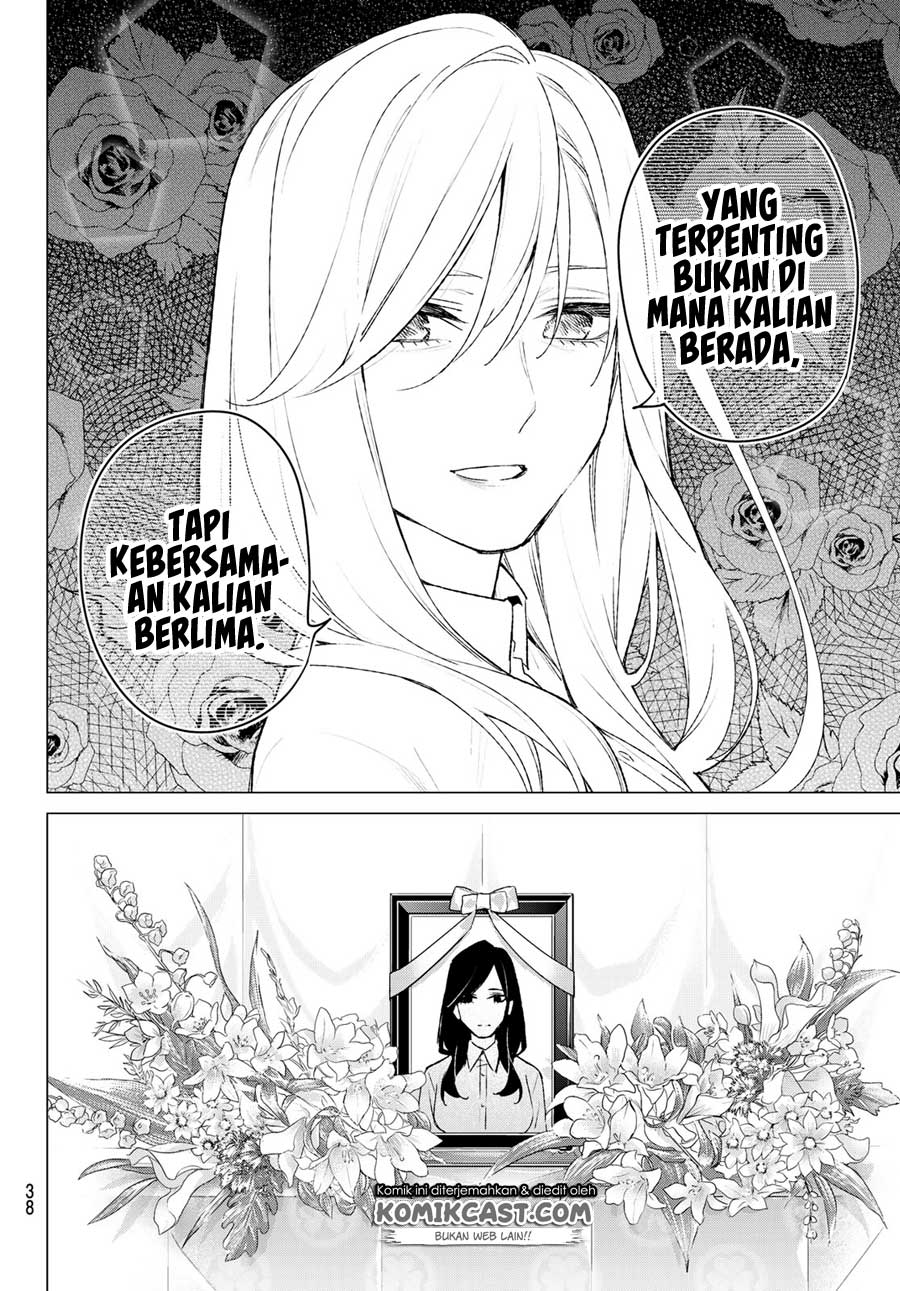 YANG
TERPENTING
BUKAN DI
MANA KALIAN
BERADA,
TAPI
KEBERSAMA-
AN KALIAN
BERLIMA.
38
Komik ini diterjemahkan & diedit oleh
KOMIKCAST.COM
BUKAN WEB LAIN!!